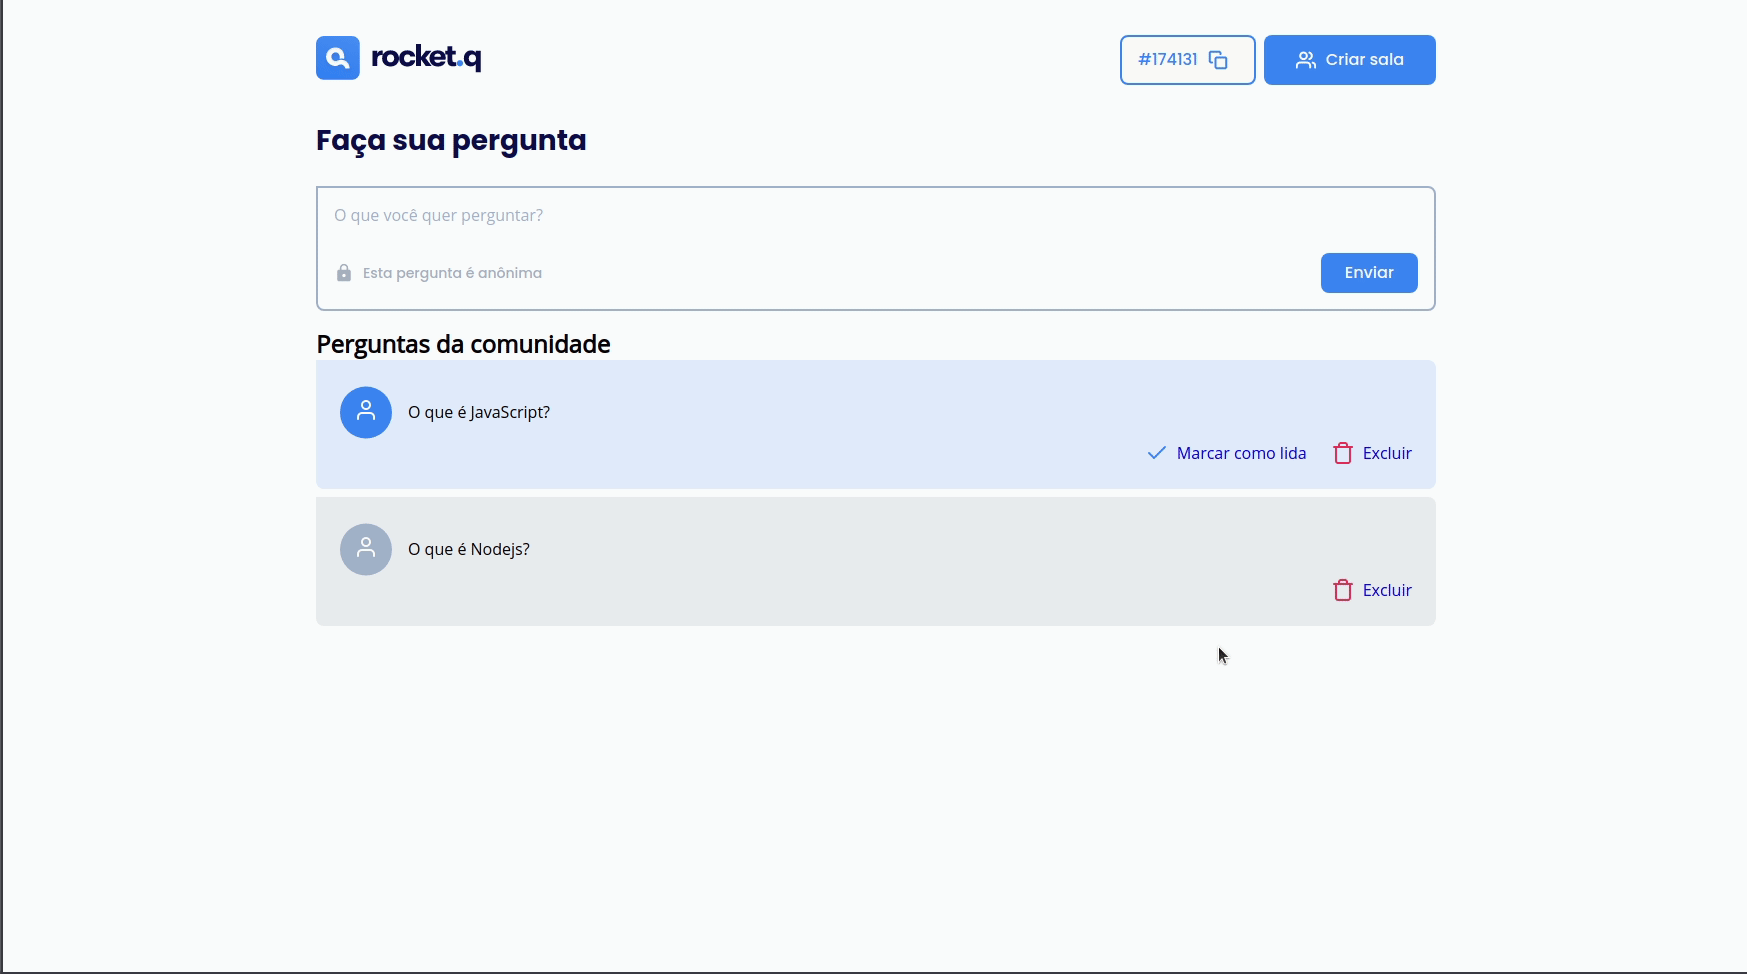 rocket.q
#174131
Criar sala
Faça sua pergunta
O que você quer perguntar?
Esta pergunta é anônima
Enviar
Perguntas da comunidade
O que é JavaScript?
Marcar como lida
Excluir
O que é Nodejs?
Excluir